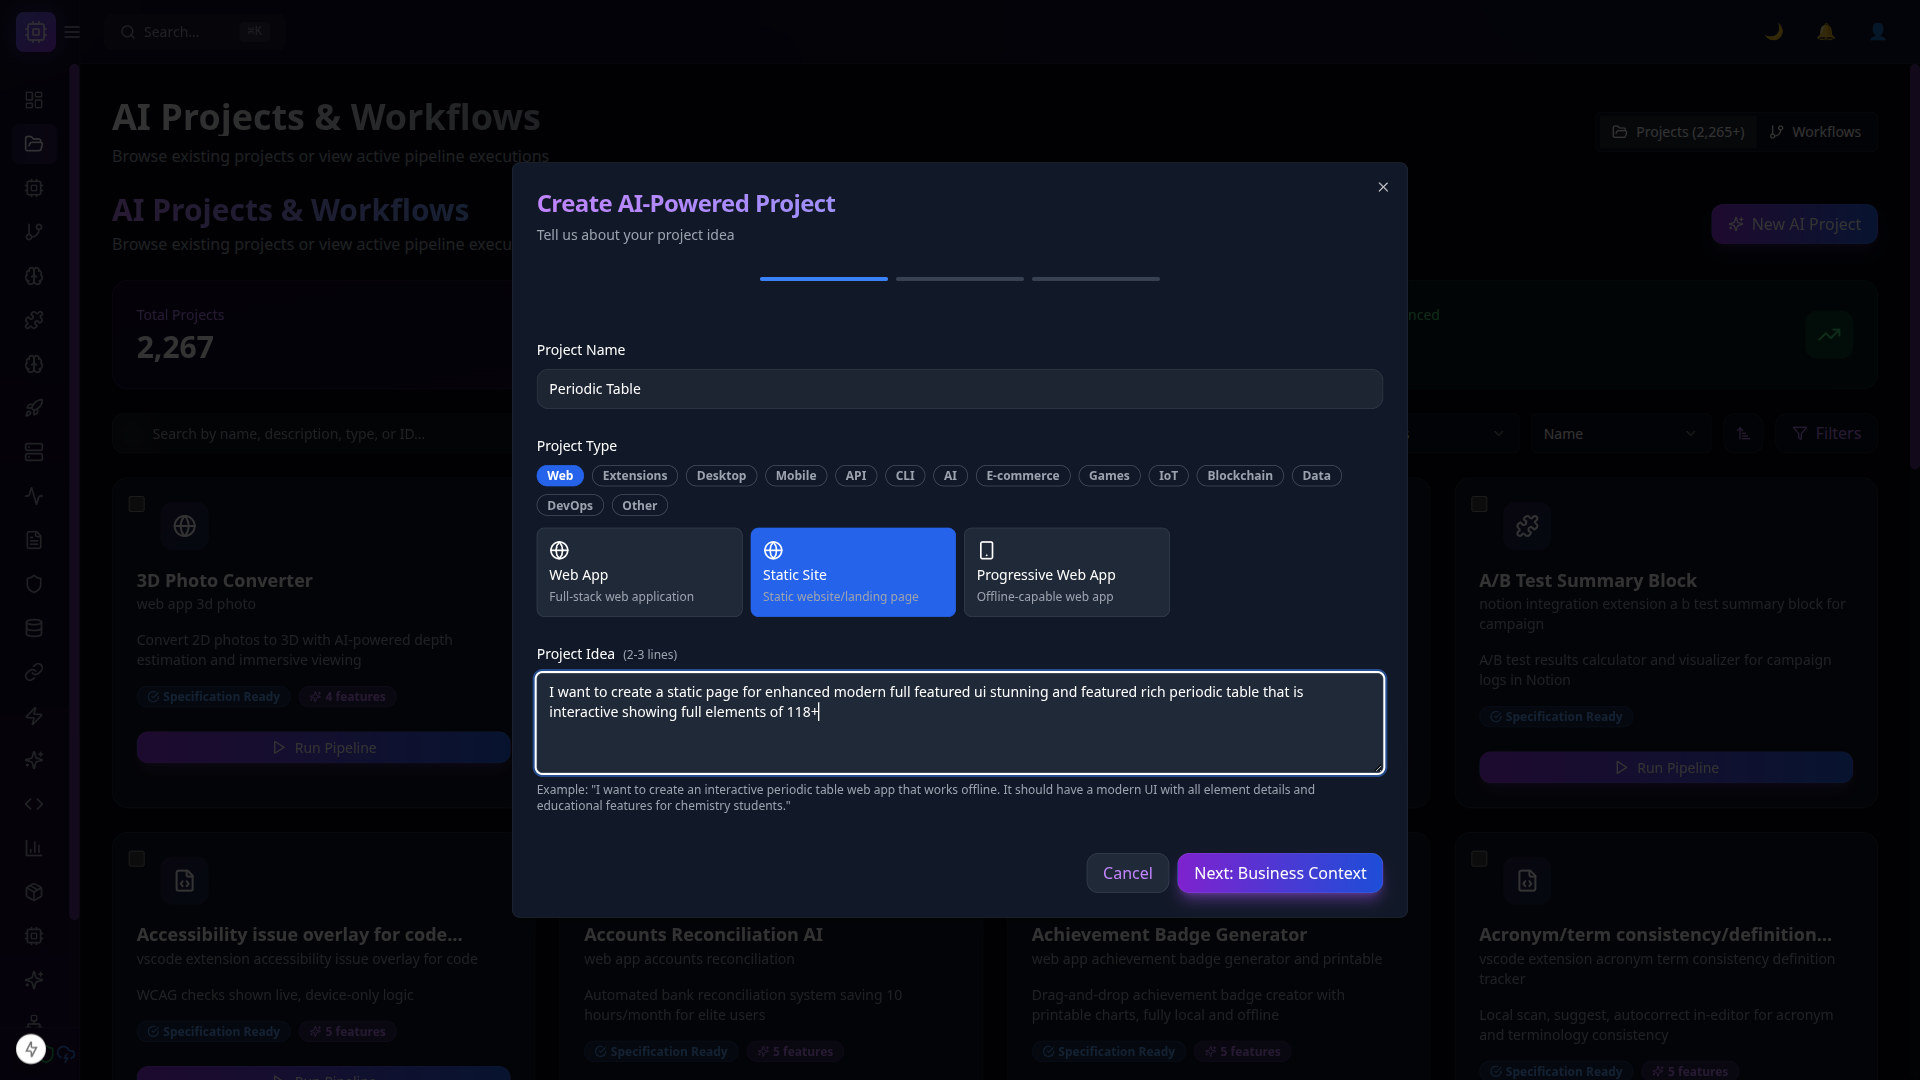 Search...
⌘K
AI Projects & Workflows
Browse existing projects or view active pipeline executions
Projects (2,265+)
Workflows
AI Projects & Workflows
Browse existing projects or view active pipeline execu
New AI Project
Total Projects
2,267
nced
Search by name, description, type, or ID...
Name
Filters
Create AI-Powered Project
Tell us about your project idea
Project Name
Periodic Table
Project Type
Web
Extensions
Desktop
Mobile
API
CLI
AI
E-commerce
Games
IoT
Blockchain
Data
DevOps
Other
Web App
Full-stack web application
Static Site
Static website/landing page
Progressive Web App
Offline-capable web app
Project Idea (2-3 lines)
I want to create a static page for enhanced modern full featured ui stunning and featured rich periodic table that is
interactive showing full elements of 118+
Example: "I want to create an interactive periodic table web app that works offline. It should have a modern UI with all element details and
educational features for chemistry students."
Cancel
Next: Business Context
3D Photo Converter
web app 3d photo
Convert 2D photos to 3D with AI-powered depth
estimation and immersive viewing
Specification Ready
4 features
Run Pipeline
A/B Test Summary Block
notion integration extension a b test summary block for
campaign
A/B test results calculator and visualizer for campaign
logs in Notion
Specification Ready
Run Pipeline
Accessibility issue overlay for code...
vscode extension accessibility issue overlay for code
WCAG checks shown live, device-only logic
Specification Ready
5 features
Run Pipeline
Accounts Reconciliation AI
web app accounts reconciliation
Automated bank reconciliation system saving 10
hours/month for elite users
Specification Ready
5 features
Achievement Badge Generator
web app achievement badge generator and printable
Drag-and-drop achievement badge creator with
printable charts, fully local and offline
Specification Ready
5 features
Acronym/term consistency/definition...
vscode extension acronym term consistency definition
tracker
Local scan, suggest, autocorrect in-editor for acronym
and terminology consistency
Specification Ready
5 features